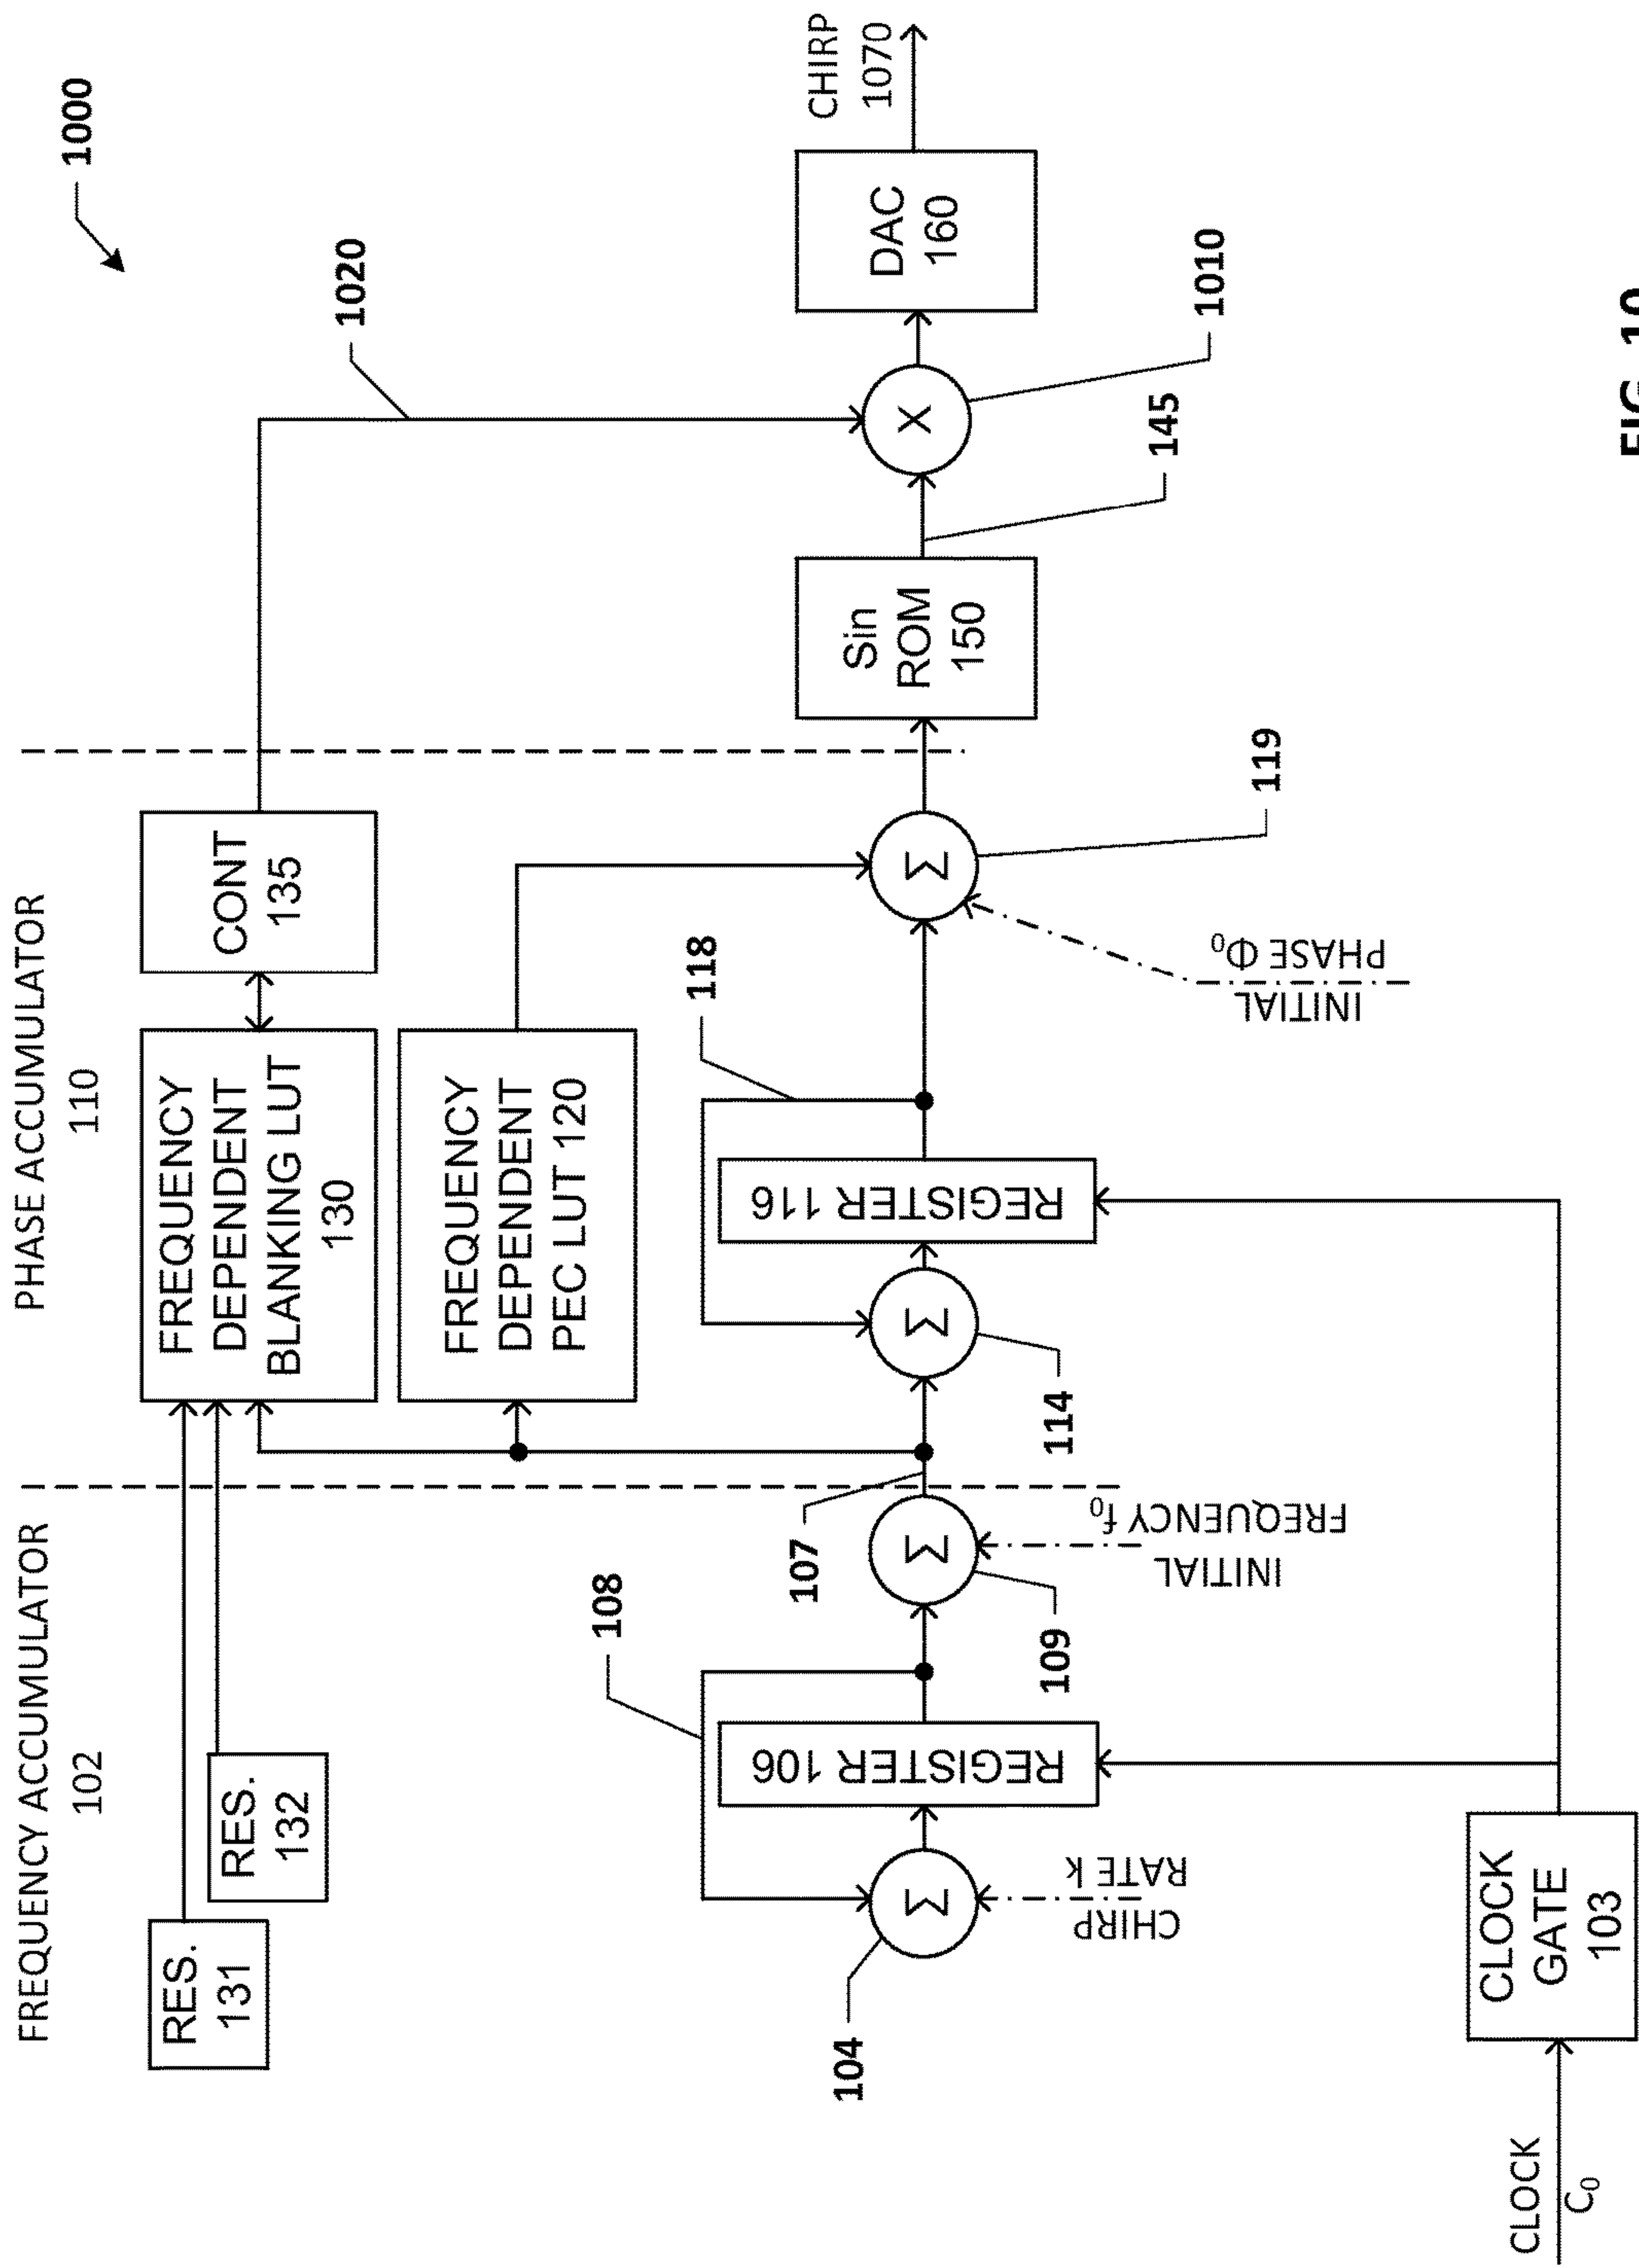 1000
FREQUENCY ACCUMULATOR
102
PHASE ACCUMULATOR
110
RES.
131
RES.
132
FREQUENCY
DEPENDENT
BLANKING LUT
130
CONT
135
1020
FREQUENCY
DEPENDENT
PEC LUT 120
108
118
104
Σ
CHIRP
RATE k
REGISTER 106
109
Σ
INITIAL
FREQUENCY f₀
107
114
Σ
REGISTER 116
119
Σ
INITIAL
PHASE Φ₀
Sin
ROM
150
145
X
1010
DAC
160
CHIRP
1070
CLOCK
C₀
CLOCK
GATE
103
FIG. 10